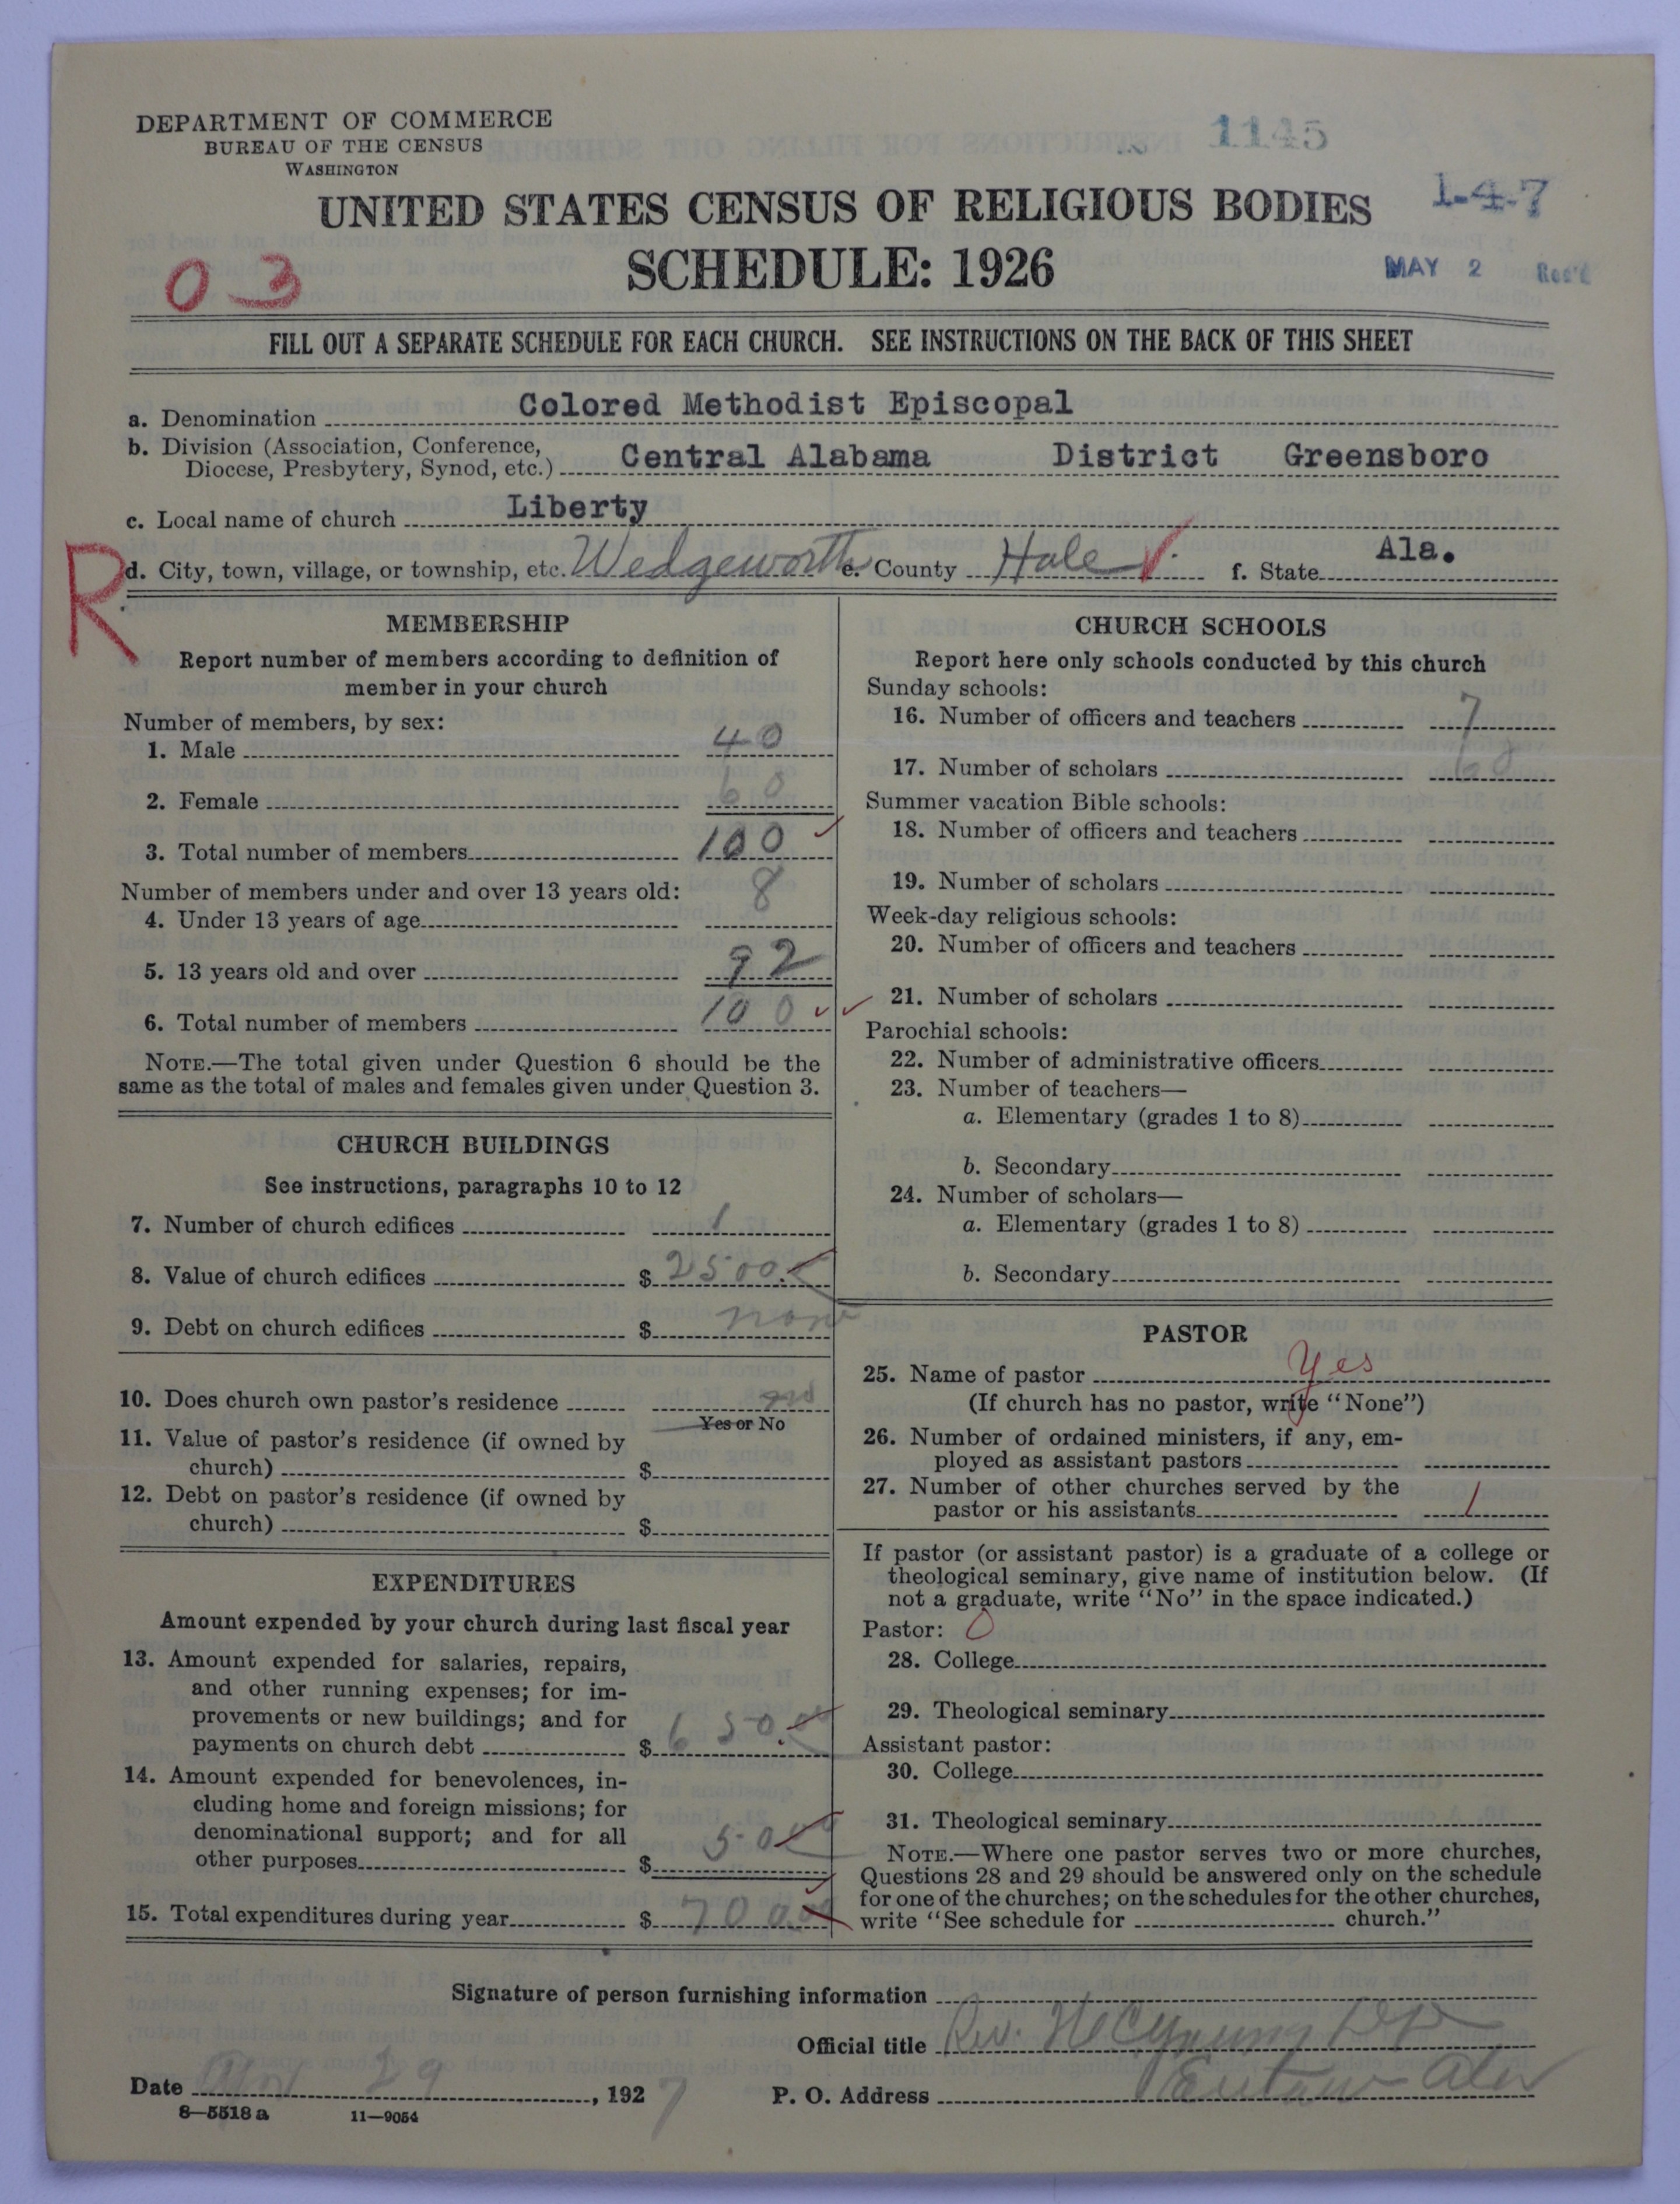 DEPARTMENT OF COMMERCE
BUREAU OF THE CENSUS
WASHINGTON
1145
UNITED STATES CENSUS OF RELIGIOUS BODIES
1-4-7
SCHEDULE: 1926
MAY 2 Rec'd
03
FILL OUT A SEPARATE SCHEDULE FOR EACH CHURCH. SEE INSTRUCTIONS ON THE BACK OF THIS SHEET
a. Denomination Colored Methodist Episcopal
b. Division (Association, Conference,
Diocese, Presbytery, Synod, etc.) Central Alabama District Greensboro
c. Local name of church Liberty
R
d. City, town, village, or township, etc. Wedgeworth e. County Hale f. State Ala.
MEMBERSHIP
Report number of members according to definition of
member in your church
Number of members, by sex:
1. Male 40
2. Female 60
3. Total number of members 100
Number of members under and over 13 years old:
4. Under 13 years of age 8
5. 13 years old and over 92
6. Total number of members 100
NOTE.—The total given under Question 6 should be the
same as the total of males and females given under Question 3.
CHURCH BUILDINGS
See instructions, paragraphs 10 to 12
7. Number of church edifices 1
8. Value of church edifices $ 2500
9. Debt on church edifices $ none
10. Does church own pastor's residence no
Yes or No
11. Value of pastor's residence (if owned by
church) $
12. Debt on pastor's residence (if owned by
church) $
EXPENDITURES
Amount expended by your church during last fiscal year
13. Amount expended for salaries, repairs,
and other running expenses; for im-
provements or new buildings; and for
payments on church debt $ 650
14. Amount expended for benevolences, in-
cluding home and foreign missions; for
denominational support; and for all
other purposes $ 50
15. Total expenditures during year $ 700
CHURCH SCHOOLS
Report here only schools conducted by this church
Sunday schools:
16. Number of officers and teachers 7
17. Number of scholars 60
Summer vacation Bible schools:
18. Number of officers and teachers
19. Number of scholars
Week-day religious schools:
20. Number of officers and teachers
21. Number of scholars
Parochial schools:
22. Number of administrative officers
23. Number of teachers—
a. Elementary (grades 1 to 8)
b. Secondary
24. Number of scholars—
a. Elementary (grades 1 to 8)
b. Secondary
PASTOR
25. Name of pastor Yes
(If church has no pastor, write "None")
26. Number of ordained ministers, if any, em-
ployed as assistant pastors
27. Number of other churches served by the
pastor or his assistants 1
If pastor (or assistant pastor) is a graduate of a college or
theological seminary, give name of institution below. (If
not a graduate, write "No" in the space indicated.)
Pastor: 0
28. College
29. Theological seminary
Assistant pastor:
30. College
31. Theological seminary
NOTE.—Where one pastor serves two or more churches,
Questions 28 and 29 should be answered only on the schedule
for one of the churches; on the schedules for the other churches,
write "See schedule for church."
Signature of person furnishing information
Official title Rev. H C Young
Date 29, 1927
P. O. Address Eutaw Ala
8—5518 a 11—9054